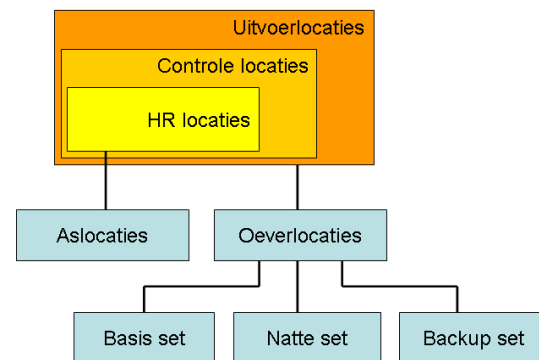 Uitvoerlocaties
Controle locaties
HR locaties
Aslocaties
Oeverlocaties
Basis set
Natte set
Backup set